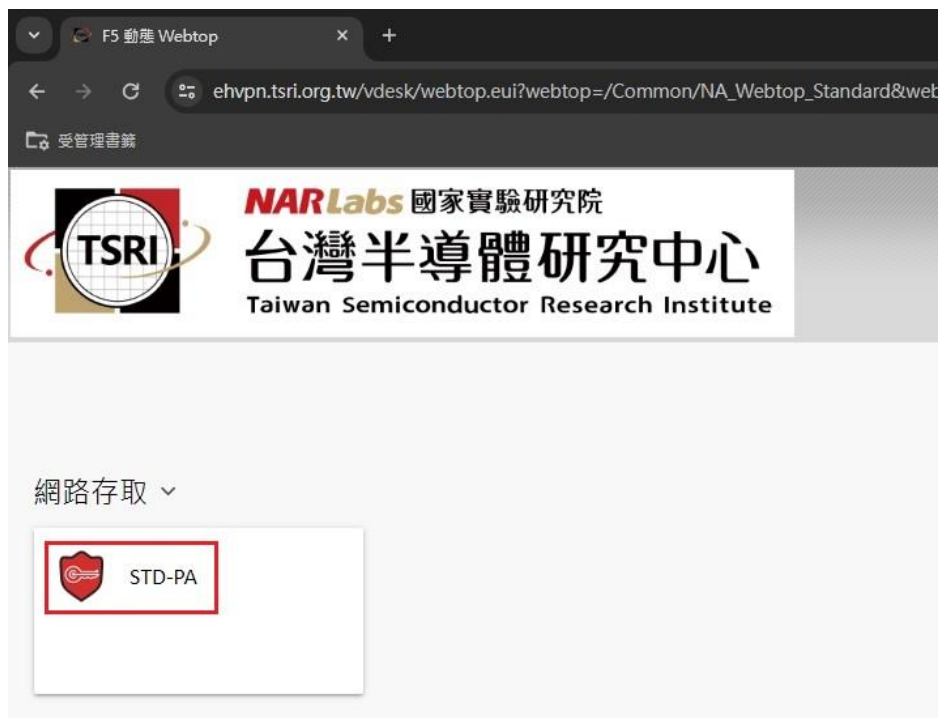 F5 動態 Webtop
ehvpn.tsri.org.tw/vdesk/webtop.eui?webtop=/Common/NA_Webtop_Standard&web
受管理書籤
TSRI
NARLabs 國家實驗研究院
台灣半導體研究中心
Taiwan Semiconductor Research Institute
網路存取
STD-PA